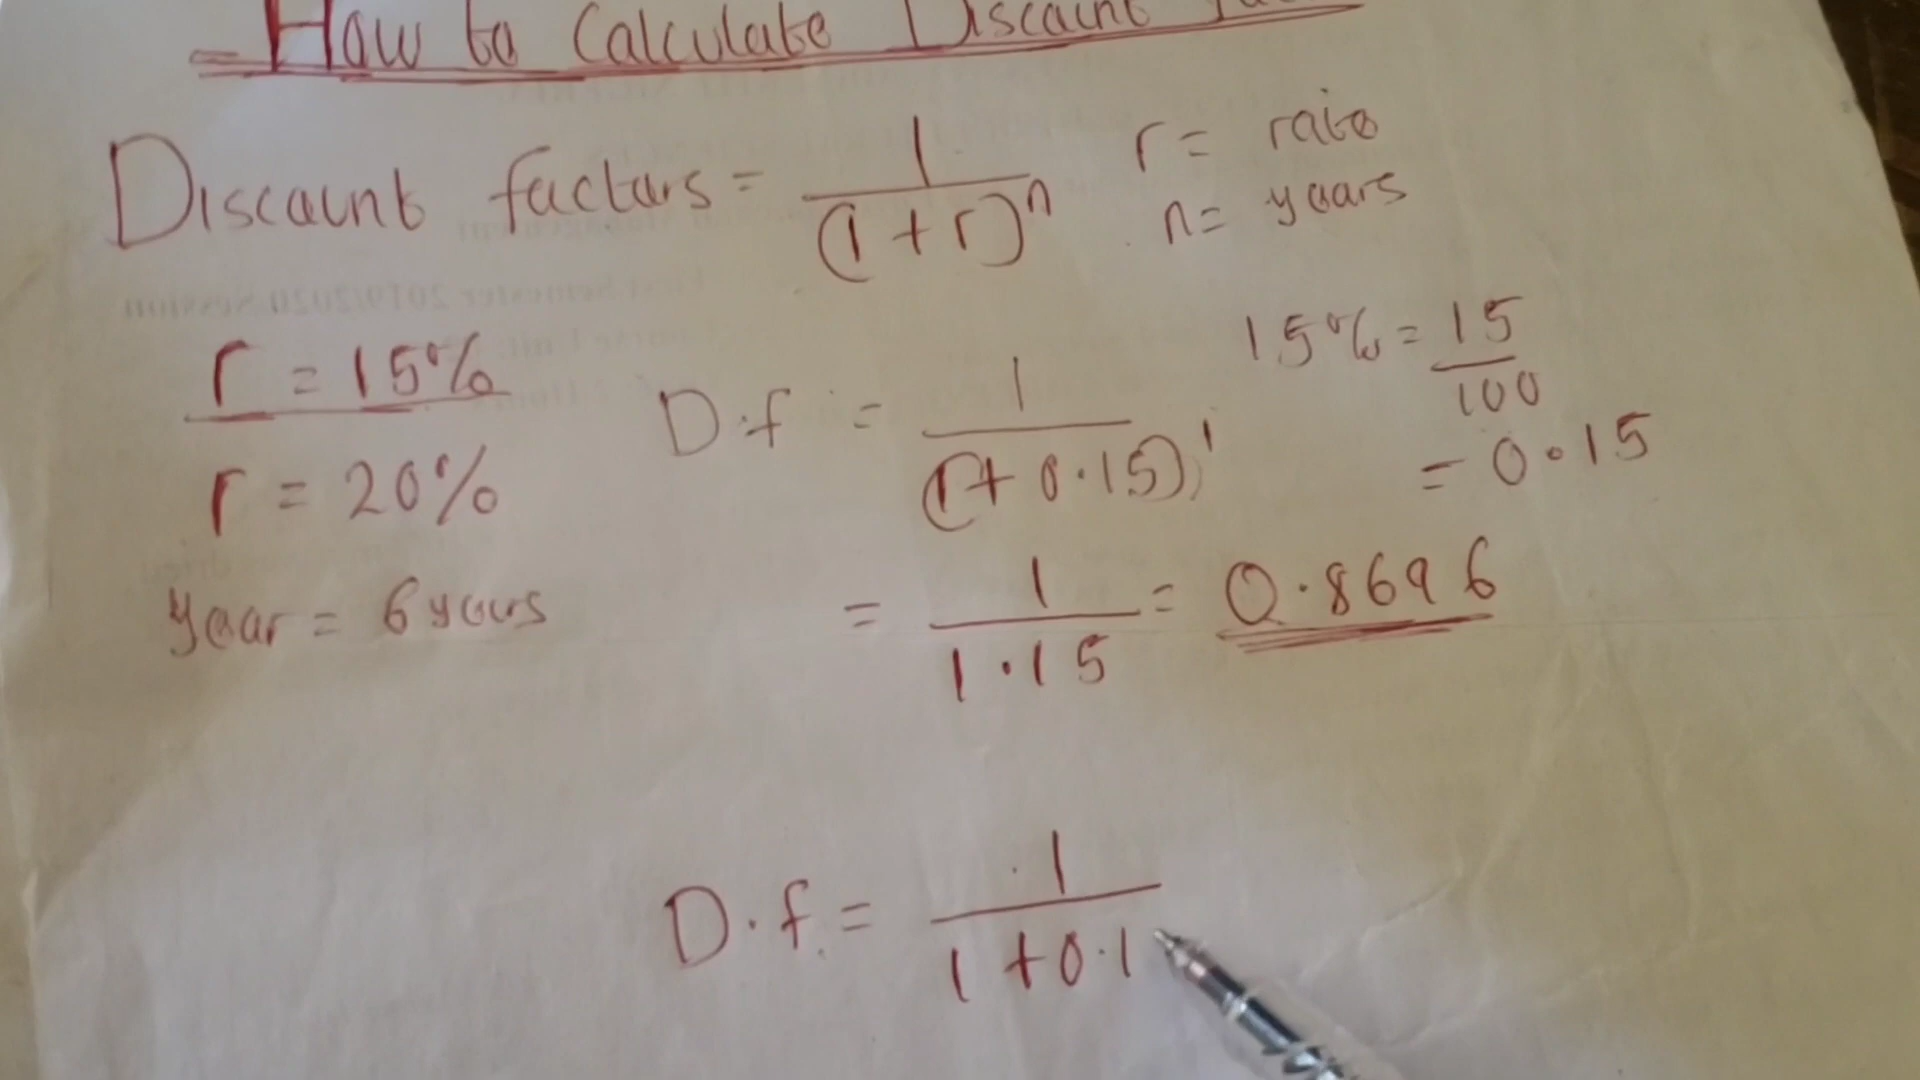 How to Calculate Discount
Discount factors = 1/(1+r)^n
r = rate
n = years
r = 15%
r = 20%
year = 6 years
15% = 15/100
= 0.15
D.f = 1/(1+0.15)^1
= 1/1.15 = 0.8696
D.f. = 1/1+0.1